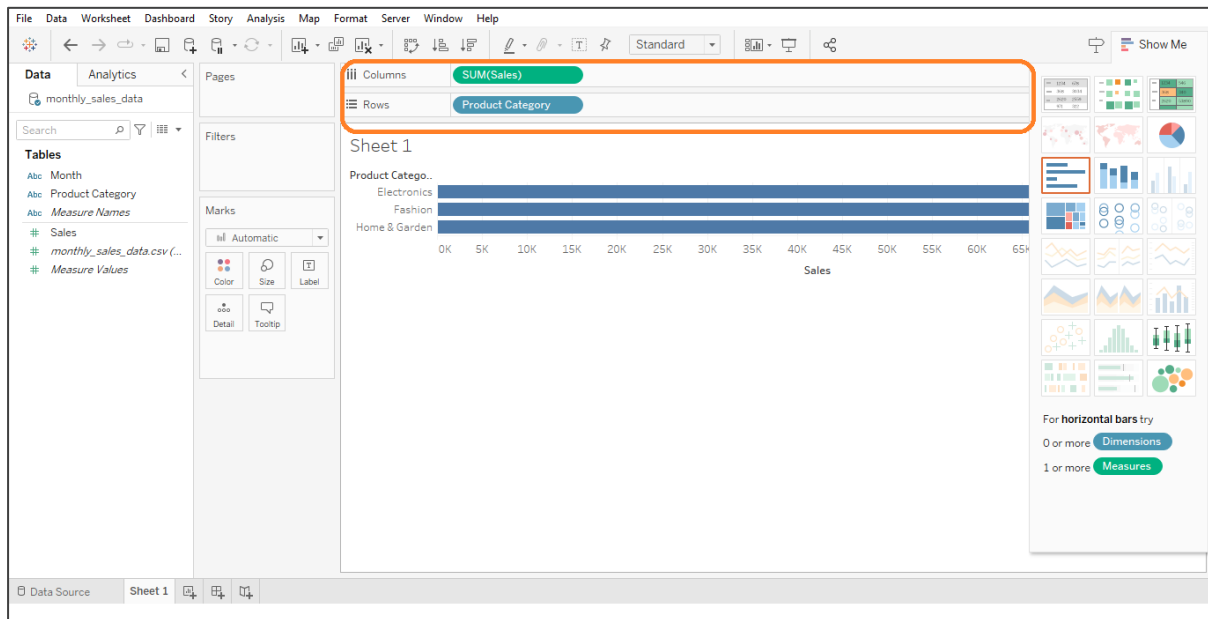 File Data Worksheet Dashboard Story Analysis Map Format Server Window Help
Standard
Show Me
Data Analytics
monthly_sales_data
Search
Tables
Abc Month
Abc Product Category
Abc Measure Names
# Sales
# monthly_sales_data.csv (...
# Measure Values
Pages
Filters
Marks
Automatic
Color Size Label
Detail Tooltip
Columns SUM(Sales)
Rows Product Category
Sheet 1
Product Catego..
Electronics
Fashion
Home & Garden
0K 5K 10K 15K 20K 25K 30K 35K 40K 45K 50K 55K 60K 65K
Sales
For horizontal bars try
0 or more Dimensions
1 or more Measures
Data Source Sheet 1